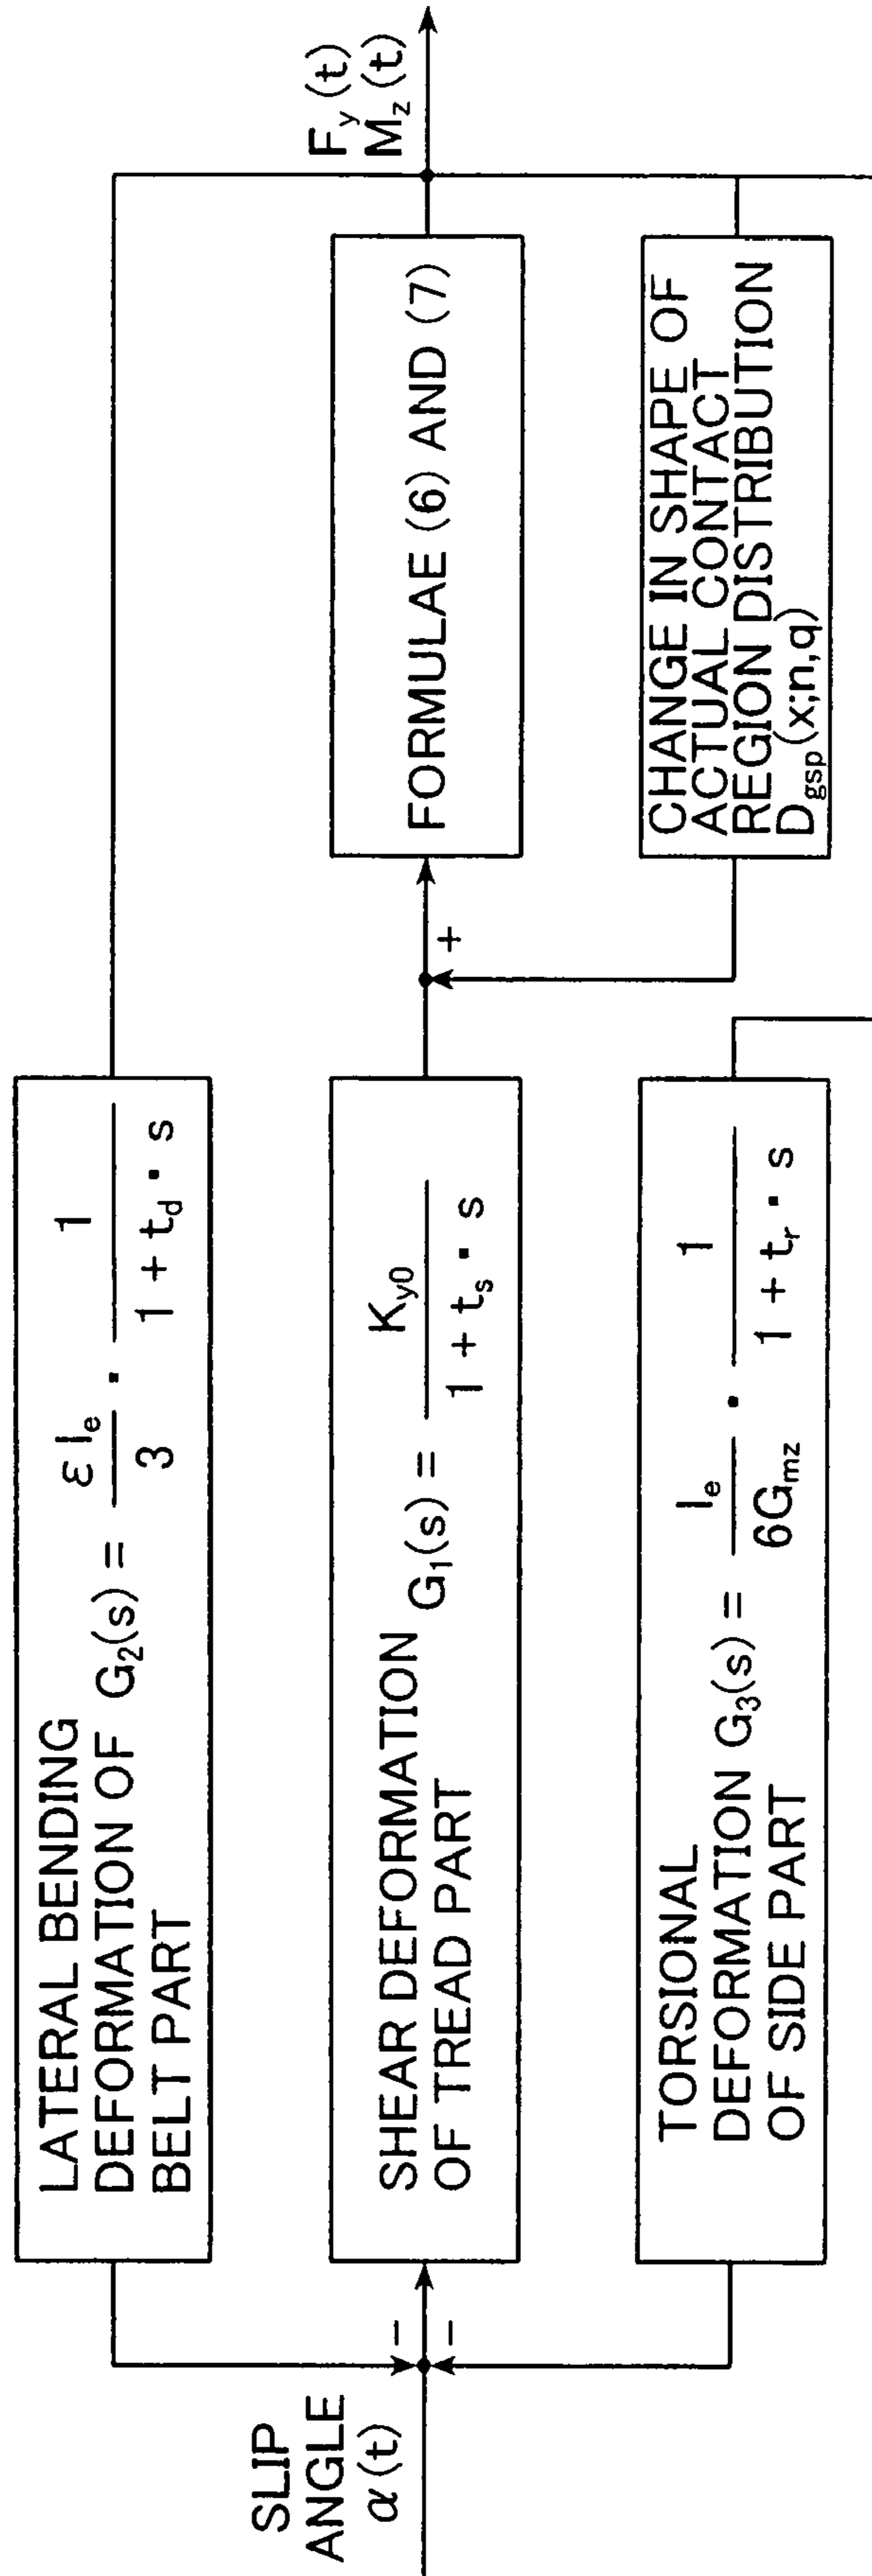 SLIP
ANGLE
α(t)
LATERAL BENDING
DEFORMATION OF G₂(s) = εlₑ/3 · 1/(1 + t_d · s)
BELT PART
−
−
SHEAR DEFORMATION G₁(s) = K_y0/(1 + tₛ · s)
OF TREAD PART
TORSIONAL
DEFORMATION G₃(s) = lₑ/6G_mz · 1/(1 + t_r · s)
OF SIDE PART
+
FORMULAE (6) AND (7)
CHANGE IN SHAPE OF
ACTUAL CONTACT
REGION DISTRIBUTION
D_gsp(x;n,q)
F_y(t)
M_z(t)